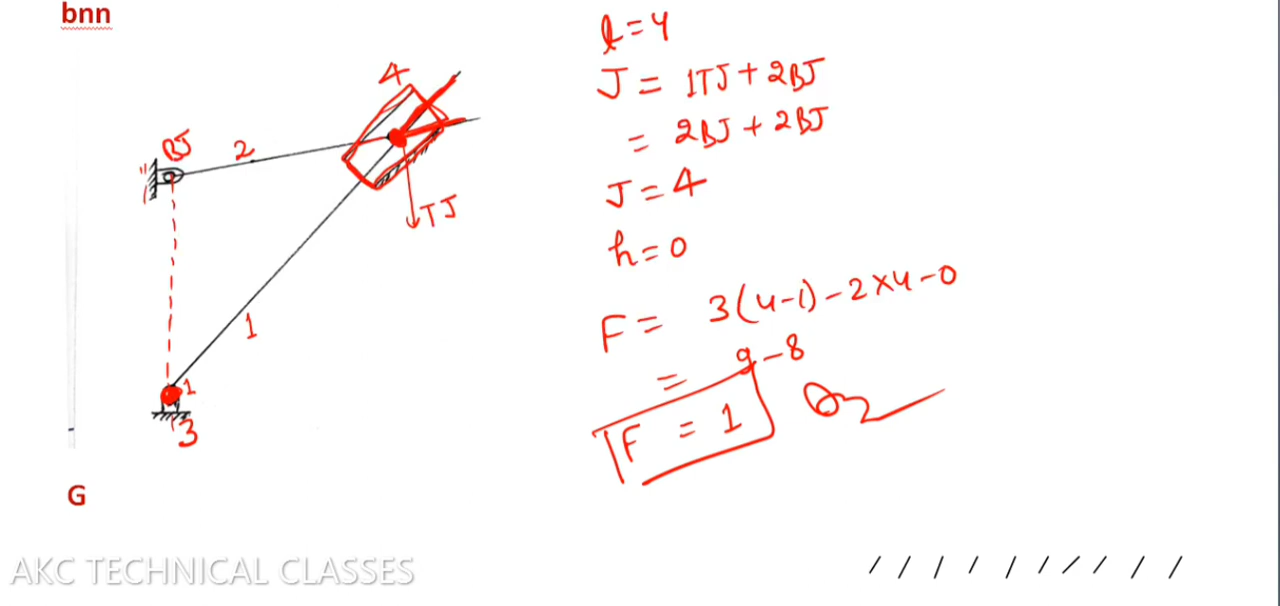 bnn
4
BJ
2
TJ
1
1
3
G
l = 4
J = 1TJ + 2BJ
= 2BJ + 2BJ
J = 4
h = 0
F = 3(4-1) - 2×4 - 0
= 9 - 8
F = 1
AKC TECHNICAL CLASSES